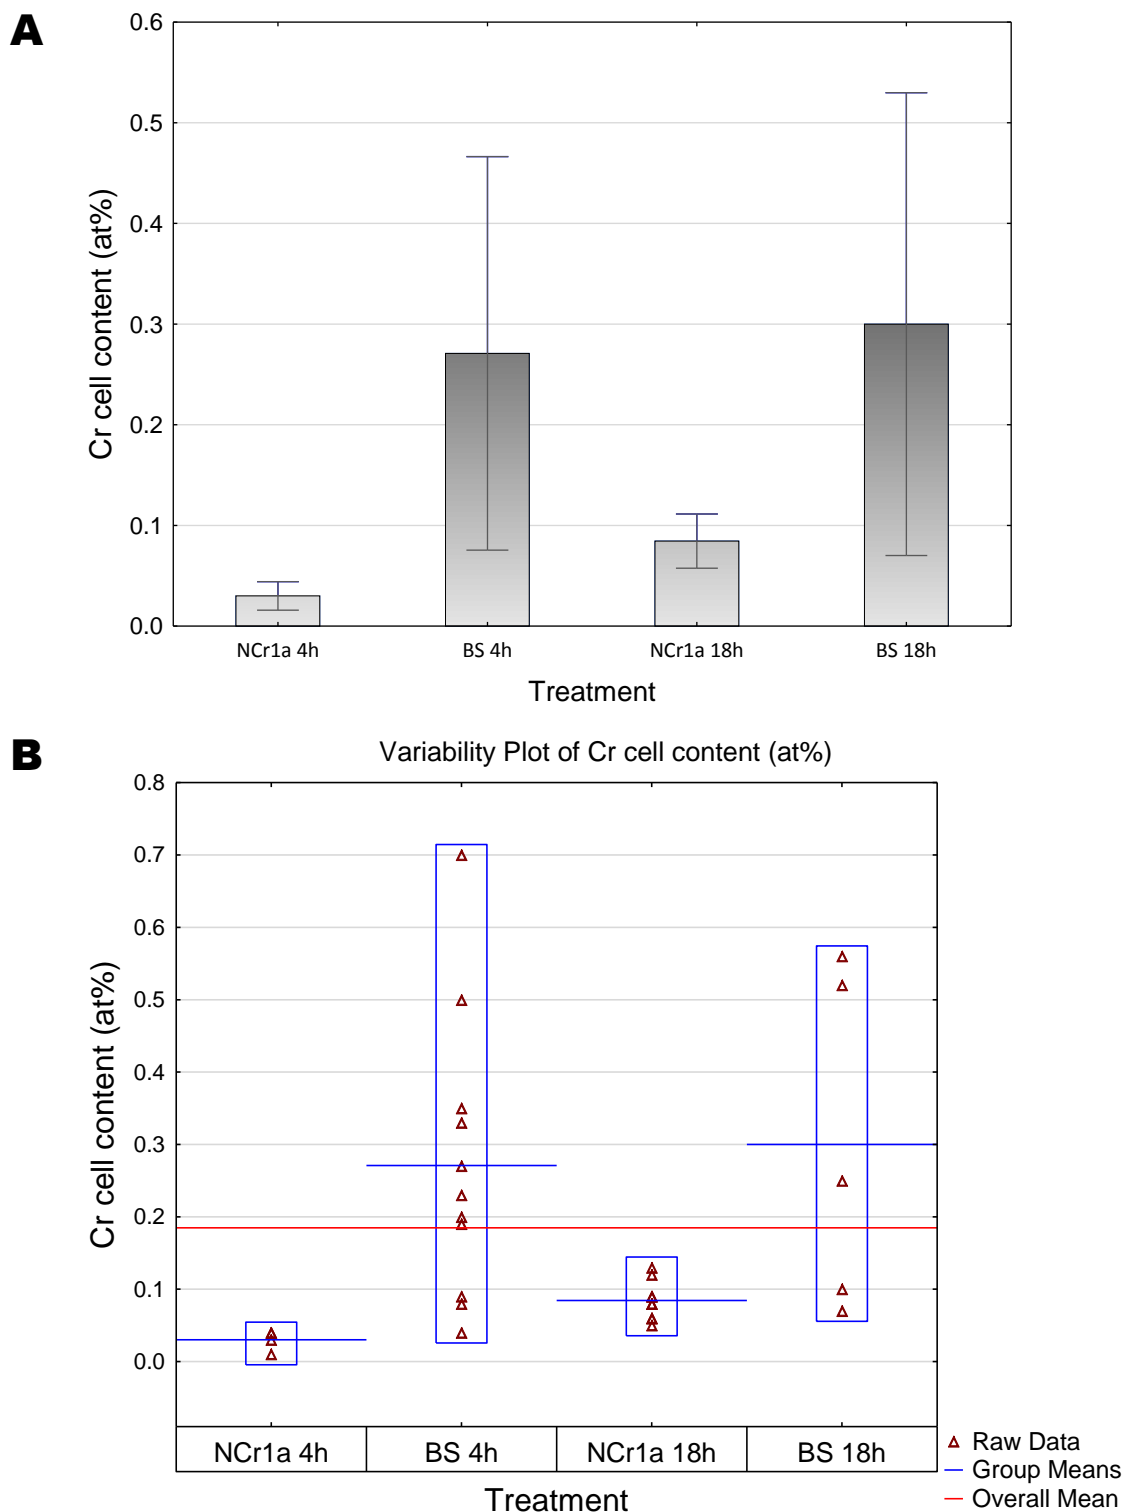 A
0.6
0.5
0.4
0.3
0.2
0.1
0.0
Cr cell content (at%)
NCr1a 4h BS 4h NCr1a 18h BS 18h
Treatment
B
Variability Plot of Cr cell content (at%)
0.8
0.7
0.6
0.5
0.4
0.3
0.2
0.1
0.0
Cr cell content (at%)
NCr1a 4h BS 4h NCr1a 18h BS 18h
Treatment
Raw Data
Group Means
Overall Mean